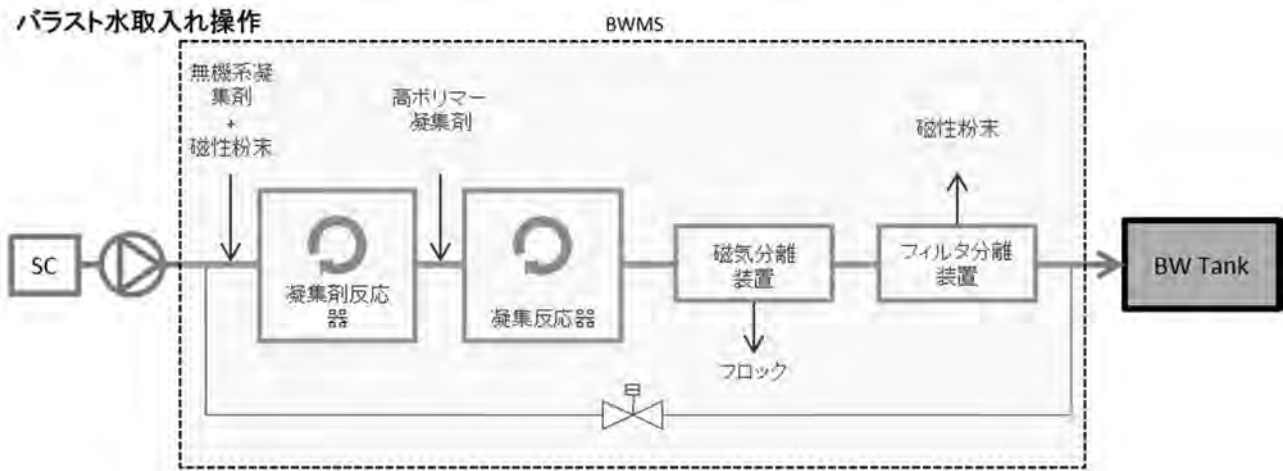 バラスト水取入れ操作
BWMS
無機系凝
集剤
+
磁性粉末
高ポリマー
凝集剤
磁性粉末
SC
凝集剤反応
器
凝集反応器
磁気分離
装置
フィルタ分離
装置
BW Tank
フロック